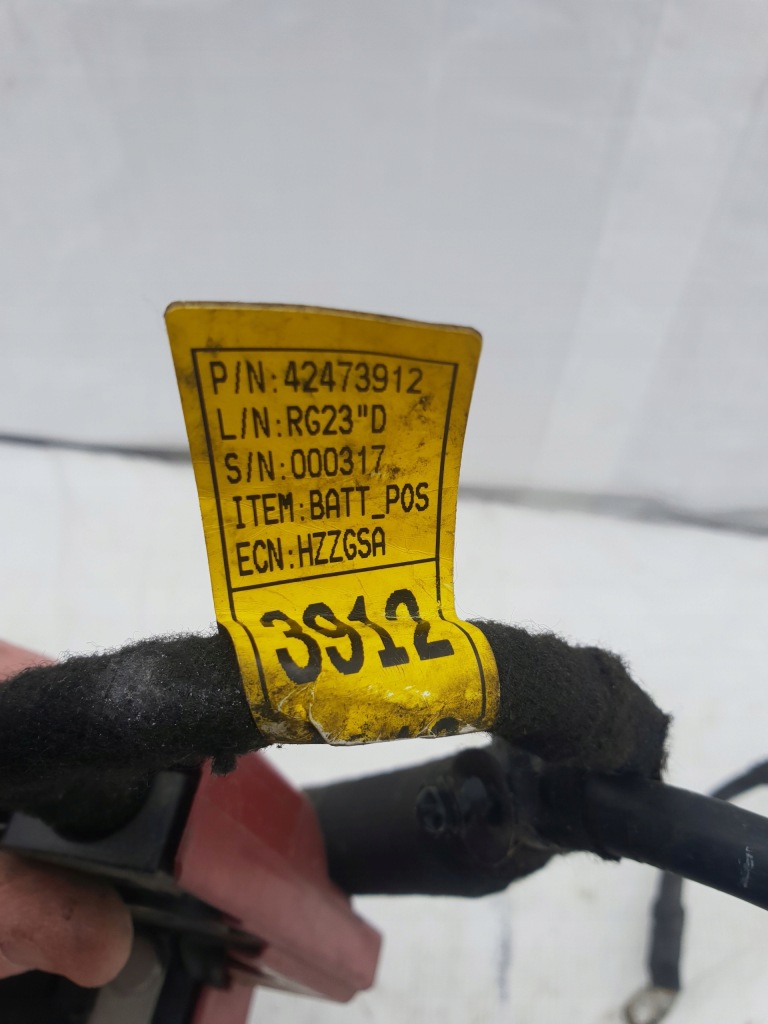 P/N:42473912
L/N:RG23"D
S/N:000317
ITEM:BATT_POS
ECN:HZZGSA
3912